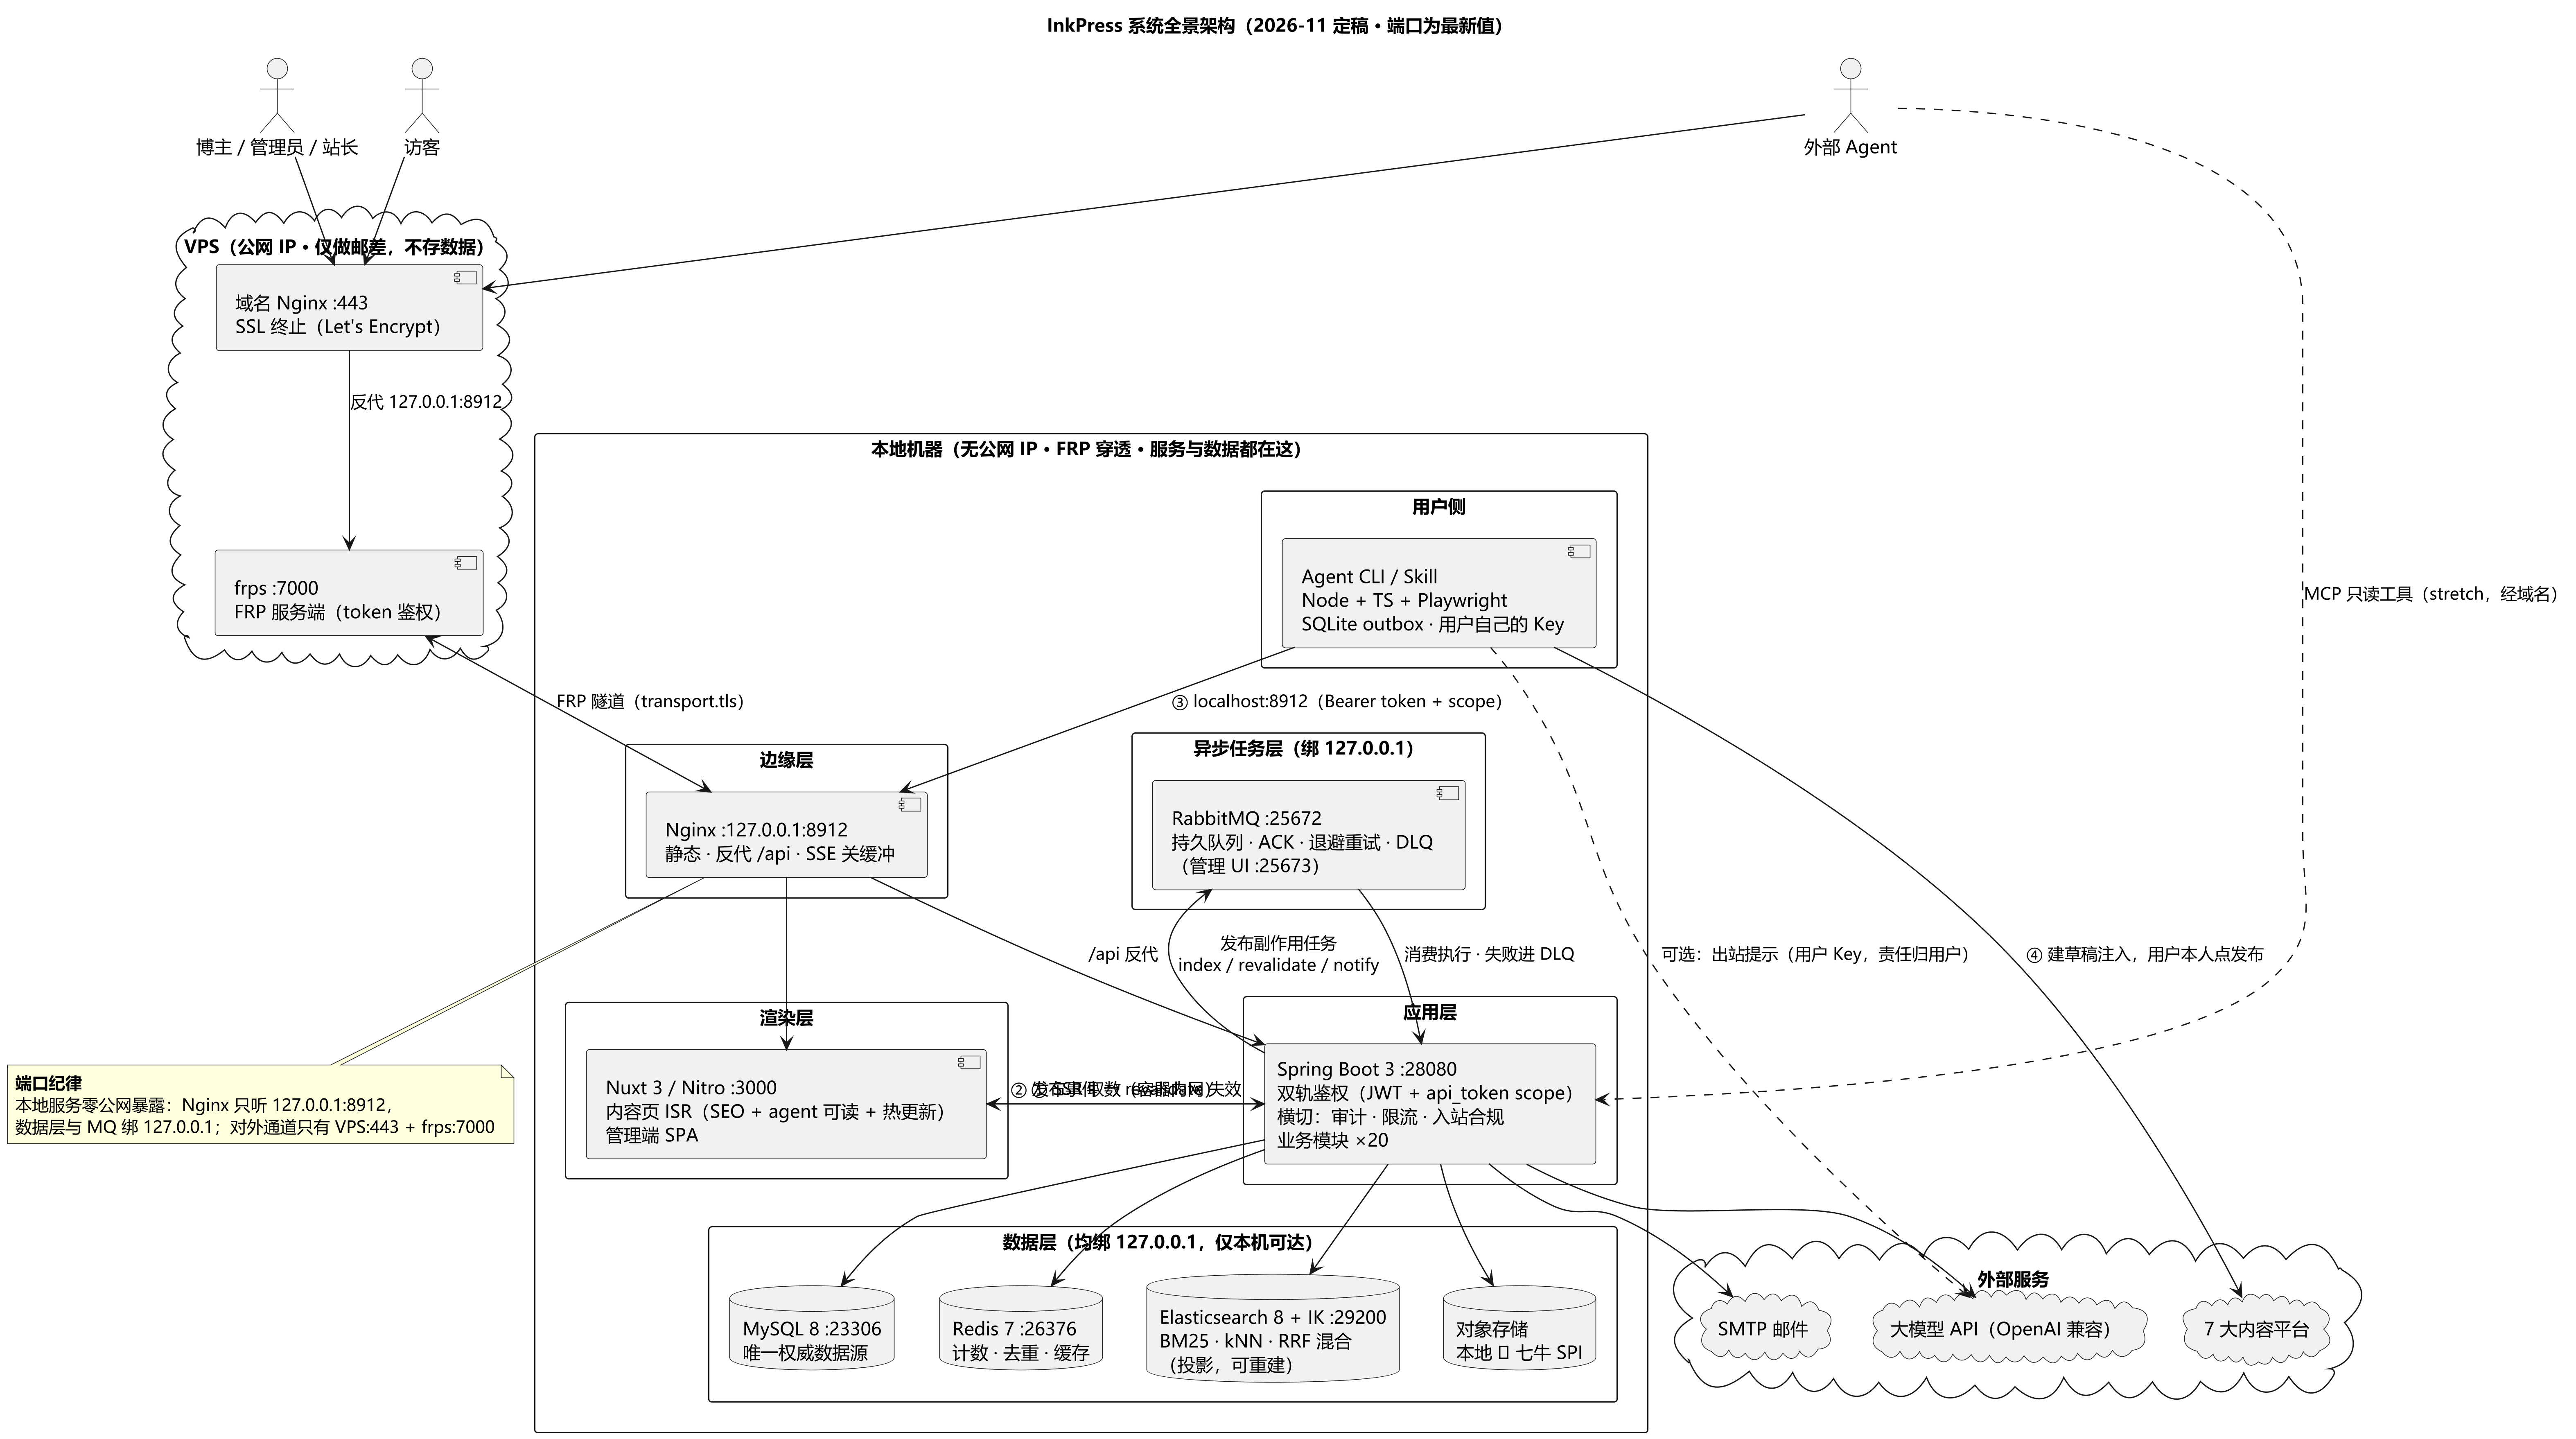 InkPress 系统全景架构（2026-11 定稿 · 端口为最新值）
博主 / 管理员 / 站长
访客
外部 Agent
VPS（公网 IP · 仅做邮差，不存数据）
域名 Nginx :443
SSL 终止（Let's Encrypt）
反代 127.0.0.1:8912
frps :7000
FRP 服务端（token 鉴权）
FRP 隧道（transport.tls）
本地机器（无公网 IP · FRP 穿透 · 服务与数据都在这）
用户侧
Agent CLI / Skill
Node + TS + Playwright
SQLite outbox · 用户自己的 Key
MCP 只读工具（stretch，经域名）
③ localhost:8912（Bearer token + scope）
边缘层
Nginx :127.0.0.1:8912
静态 · 反代 /api · SSE 关缓冲
异步任务层（绑 127.0.0.1）
RabbitMQ :25672
持久队列 · ACK · 退避重试 · DLQ
（管理 UI :25673）
/api 反代
发布副作用任务
index / revalidate / notify
消费执行 · 失败进 DLQ
可选：出站提示（用户 Key，责任归用户）
④ 建草稿注入，用户本人点发布
端口纪律
本地服务零公网暴露：Nginx 只听 127.0.0.1:8912，
数据层与 MQ 绑 127.0.0.1；对外通道只有 VPS:443 + frps:7000
渲染层
Nuxt 3 / Nitro :3000
内容页 ISR（SEO + agent 可读 + 热更新）
管理端 SPA
应用层
Spring Boot 3 :28080
双轨鉴权（JWT + api_token scope）
横切：审计 · 限流 · 入站合规
业务模块 ×20
数据层（均绑 127.0.0.1，仅本机可达）
MySQL 8 :23306
唯一权威数据源
Redis 7 :26376
计数 · 去重 · 缓存
Elasticsearch 8 + IK :29200
BM25 · kNN · RRF 混合
（投影，可重建）
对象存储
本地 七牛 SPI
外部服务
SMTP 邮件
大模型 API（OpenAI 兼容）
7 大内容平台